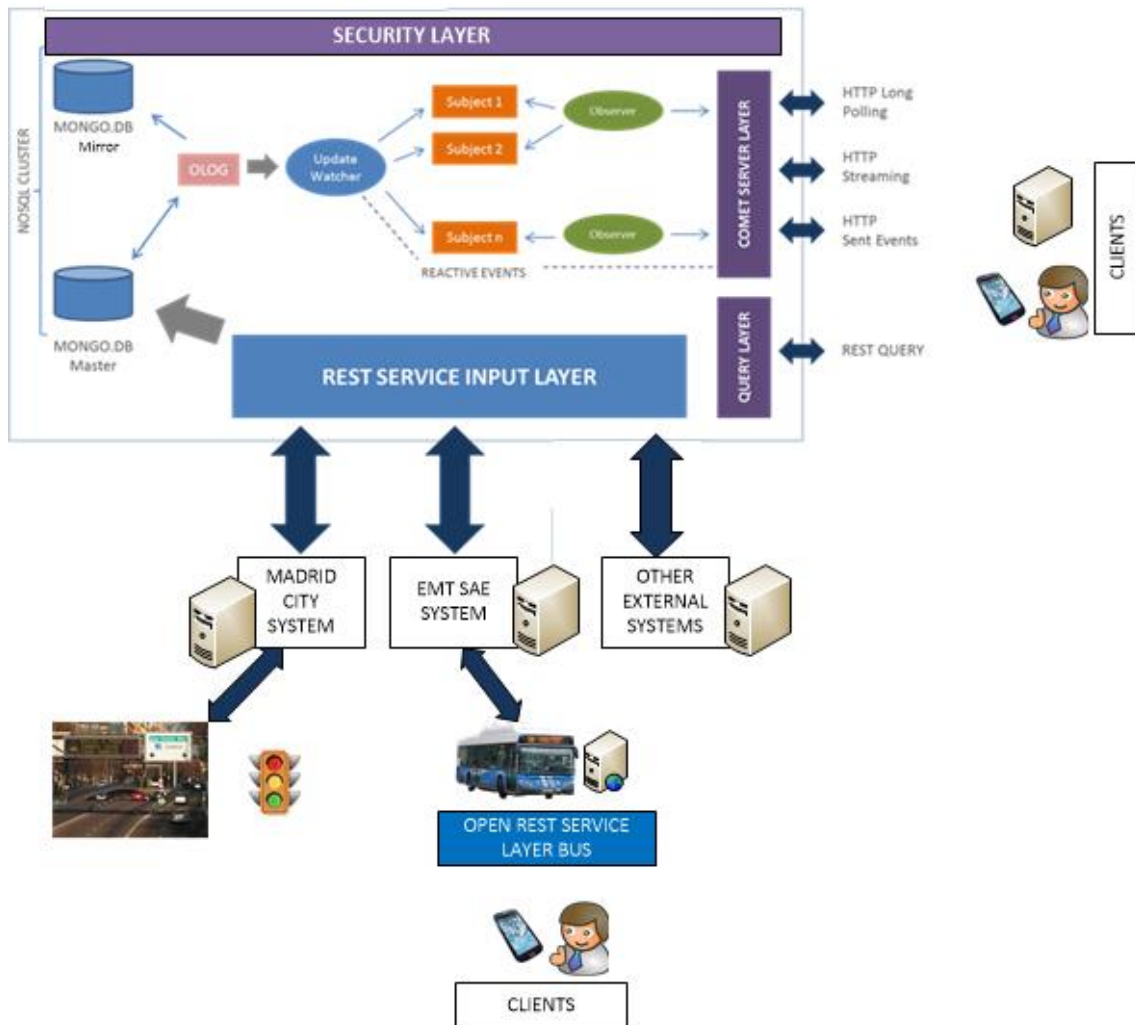 SECURITY LAYER
NOSQL CLUSTER
MONGO.DB
Mirror
OLOG
Update
Watcher
Subject 1
Subject 2
Subject n
Observer
Observer
REACTIVE EVENTS
COMET SERVER LAYER
HTTP Long
Polling
HTTP
Streaming
HTTP
Sent Events
CLIENTS
MONGO.DB
Master
REST SERVICE INPUT LAYER
QUERY LAYER
REST QUERY
MADRID
CITY
SYSTEM
EMT SAE
SYSTEM
OTHER
EXTERNAL
SYSTEMS
OPEN REST SERVICE
LAYER BUS
CLIENTS